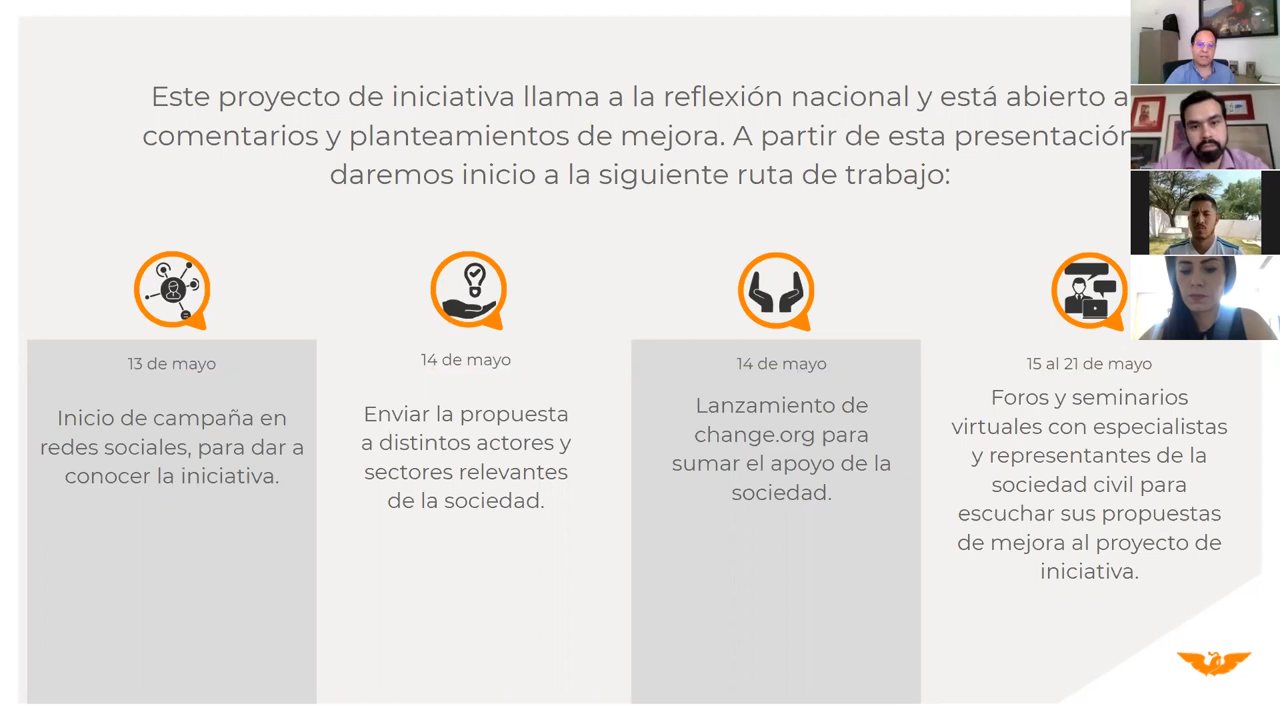 Este proyecto de iniciativa llama a la reflexión nacional y está abierto a
comentarios y planteamientos de mejora. A partir de esta presentación
daremos inicio a la siguiente ruta de trabajo:
13 de mayo
Inicio de campaña en
redes sociales, para dar a
conocer la iniciativa.
14 de mayo
Enviar la propuesta
a distintos actores y
sectores relevantes
de la sociedad.
14 de mayo
Lanzamiento de
change.org para
sumar el apoyo de la
sociedad.
15 al 21 de mayo
Foros y seminarios
virtuales con especialistas
y representantes de la
sociedad civil para
escuchar sus propuestas
de mejora al proyecto de
iniciativa.